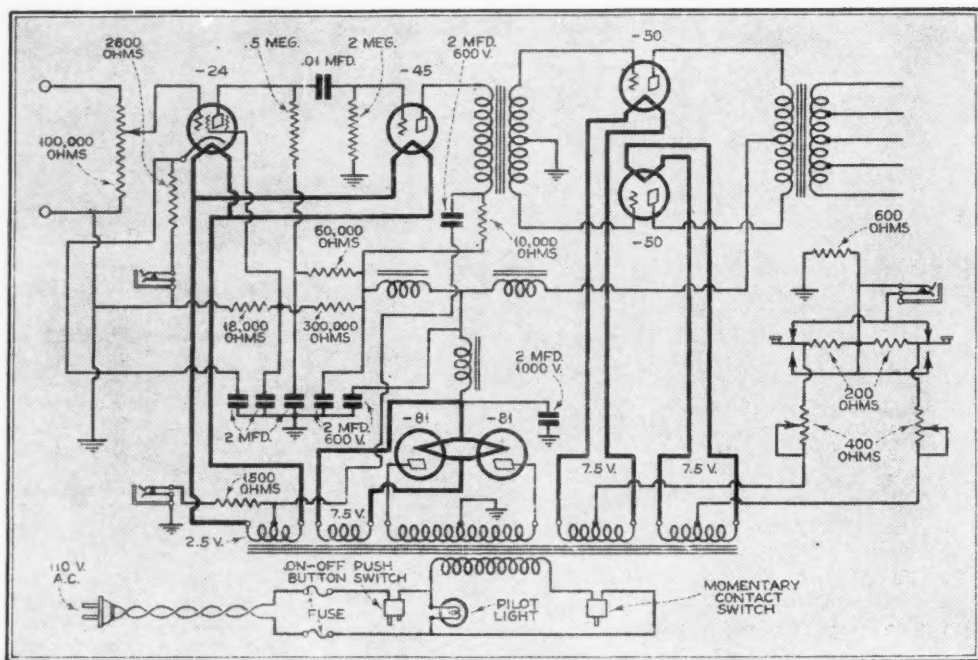 2600
OHMS
-24
.5 MEG.
.01 MFD.
2 MEG.
-45
2 MFD.
600 V.
-50
100,000
OHMS
60,000
OHMS
10,000
OHMS
-50
600
OHMS
18,000
OHMS
300,000
OHMS
2 MFD.
1000 V.
200
OHMS
2 MFD.
2 MFD.
600 V.
-81
-81
400
OHMS
1500
OHMS
7.5 V.
7.5 V.
7.5 V.
2.5 V.
110 V.
A.C.
ON-OFF PUSH
BUTTON SWITCH
FUSE
PILOT
LIGHT
MOMENTARY
CONTACT
SWITCH